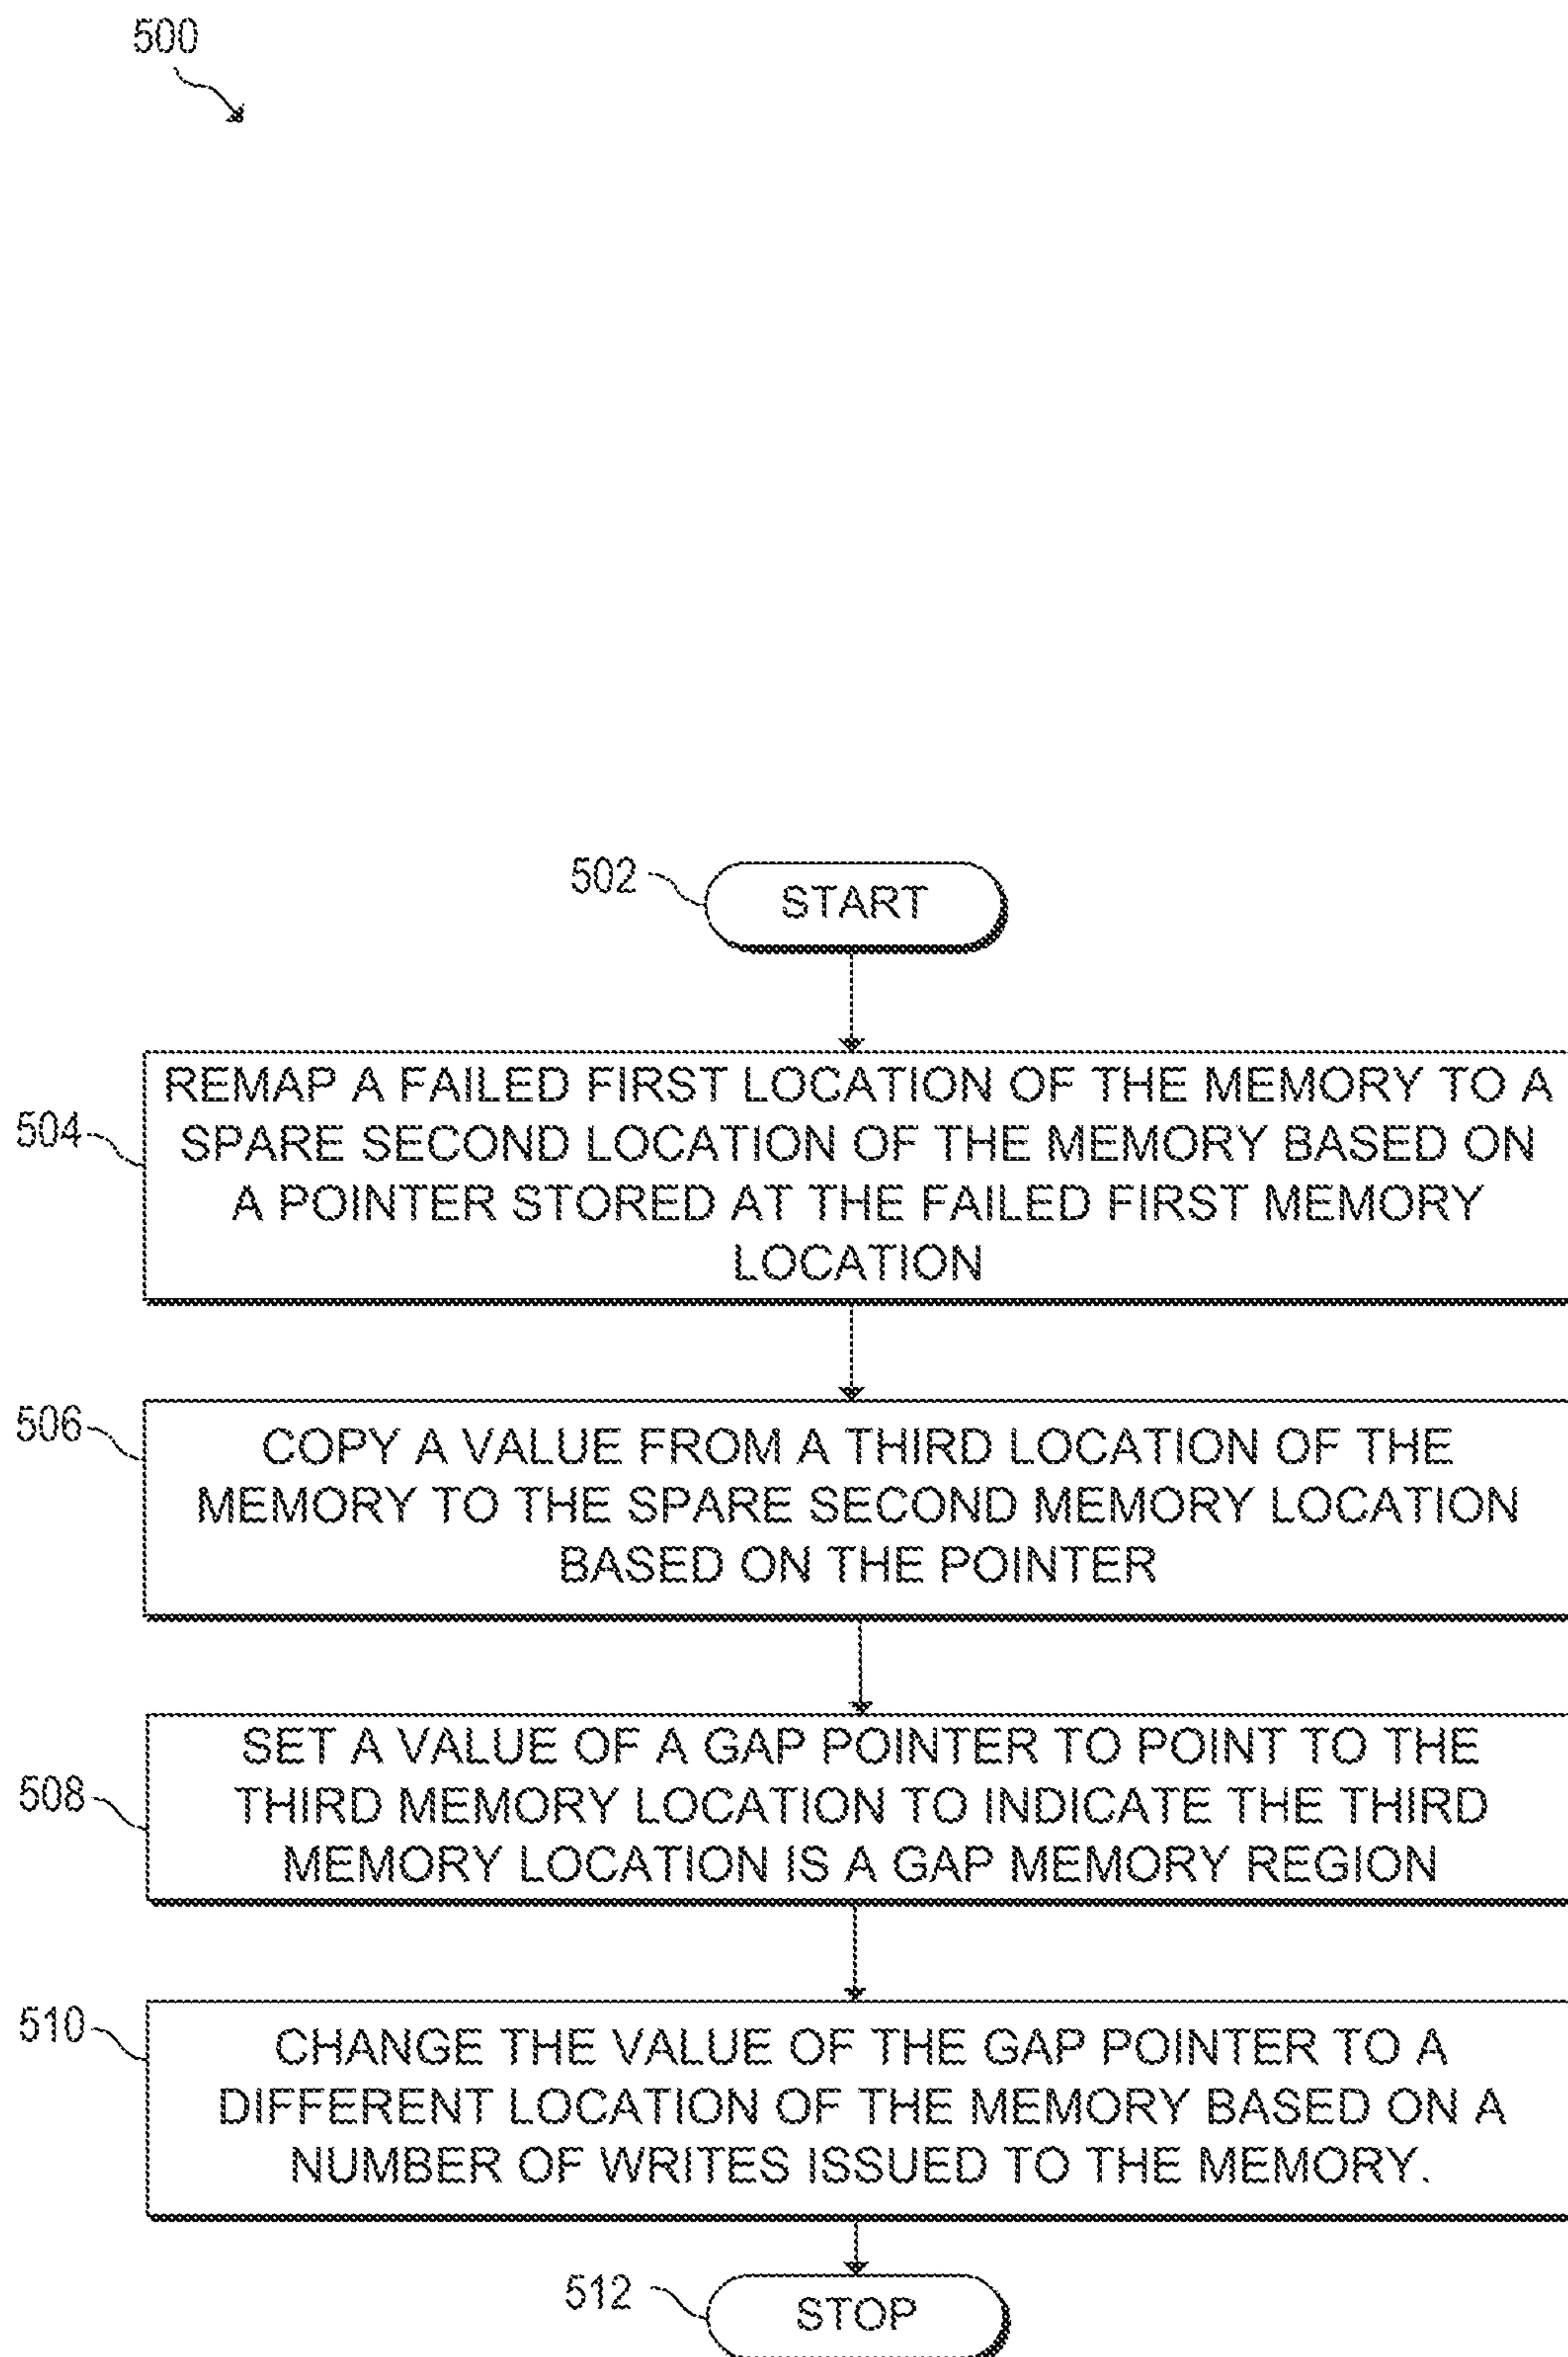 500
502
START
504
REMAP A FAILED FIRST LOCATION OF THE MEMORY TO A
SPARE SECOND LOCATION OF THE MEMORY BASED ON
A POINTER STORED AT THE FAILED FIRST MEMORY
LOCATION
506
COPY A VALUE FROM A THIRD LOCATION OF THE
MEMORY TO THE SPARE SECOND MEMORY LOCATION
BASED ON THE POINTER
508
SET A VALUE OF A GAP POINTER TO POINT TO THE
THIRD MEMORY LOCATION TO INDICATE THE THIRD
MEMORY LOCATION IS A GAP MEMORY REGION
510
CHANGE THE VALUE OF THE GAP POINTER TO A
DIFFERENT LOCATION OF THE MEMORY BASED ON A
NUMBER OF WRITES ISSUED TO THE MEMORY.
512
STOP